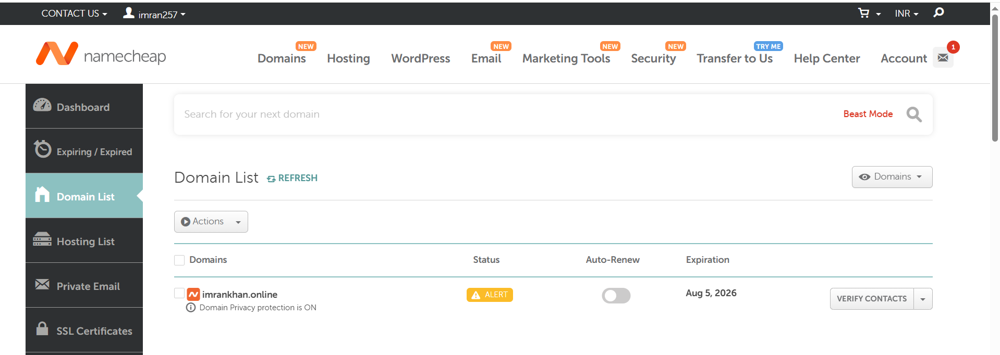 CONTACT US imran257 INR
namecheap
NEW NEW NEW NEW TRY ME 1
Domains Hosting WordPress Email Marketing Tools Security Transfer to Us Help Center Account
Dashboard
Expiring / Expired
Domain List
Hosting List
Private Email
SSL Certificates
Search for your next domain Beast Mode
Domain List REFRESH Domains
Actions
Domains Status Auto-Renew Expiration
imrankhan.online ALERT Aug 5, 2026 VERIFY CONTACTS
Domain Privacy protection is ON